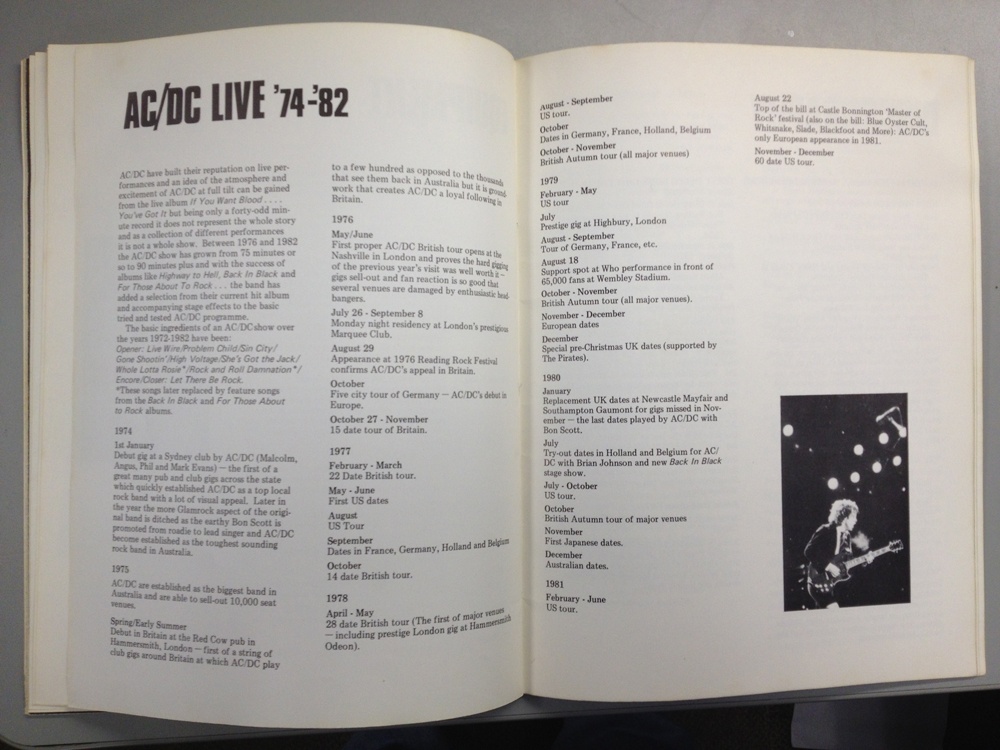 AC/DC LIVE '74-'82
AC/DC have built their reputation on live per-
formances and an idea of the atmosphere and
excitement of AC/DC at full tilt can be gained
from the live album If You Want Blood ....
You've Got It but being only a forty-odd min-
ute record it does not represent the whole story
and as a collection of different performances
it is not a whole show. Between 1976 and 1982
the AC/DC show has grown from 75 minutes or
so to 90 minutes plus and with the success of
albums like Highway to Hell, Back In Black and
For Those About To Rock ... the band has
added a selection from their current hit album
and accompanying stage effects to the basic
tried and tested AC/DC programme.
The basic ingredients of an AC/DC show over
the years 1972-1982 have been:
Opener: Live Wire/Problem Child/Sin City/
Gone Shootin'/High Voltage/She's Got the Jack/
Whole Lotta Rosie*/Rock and Roll Damnation*/
Encore/Closer: Let There Be Rock.
*These songs later replaced by feature songs
from the Back In Black and For Those About
to Rock albums.
1974
1st January
Debut gig at a Sydney club by AC/DC (Malcolm,
Angus, Phil and Mark Evans) — the first of a
great many pub and club gigs across the state
which quickly established AC/DC as a top local
rock band with a lot of visual appeal. Later in
the year the more Glamrock aspect of the origi-
nal band is ditched as the earthy Bon Scott is
promoted from roadie to lead singer and AC/DC
become established as the toughest sounding
rock band in Australia.
1975
AC/DC are established as the biggest band in
Australia and are able to sell-out 10,000 seat
venues.
Spring/Early Summer
Debut in Britain at the Red Cow pub in
Hammersmith, London — first of a string of
club gigs around Britain at which AC/DC play
to a few hundred as opposed to the thousands
that see them back in Australia but it is ground-
work that creates AC/DC a loyal following in
Britain.
1976
May/June
First proper AC/DC British tour opens at the
Nashville in London and proves the hard gigging
of the previous year's visit was well worth it —
gigs sell-out and fan reaction is so good that
several venues are damaged by enthusiastic head-
bangers.
July 26 - September 8
Monday night residency at London's prestigious
Marquee Club.
August 29
Appearance at 1976 Reading Rock Festival
confirms AC/DC's appeal in Britain.
October
Five city tour of Germany — AC/DC's debut in
Europe.
October 27 - November
15 date tour of Britain.
1977
February - March
22 Date British tour.
May - June
First US dates
August
US Tour
September
Dates in France, Germany, Holland and Belgium
October
14 date British tour.
1978
April - May
28 date British tour (The first of major venues
— including prestige London gig at Hammersmith
Odeon).
August - September
US tour.
October
Dates in Germany, France, Holland, Belgium
October - November
British Autumn tour (all major venues)
1979
February - May
US tour
July
Prestige gig at Highbury, London
August - September
Tour of Germany, France, etc.
August 18
Support spot at Who performance in front of
65,000 fans at Wembley Stadium.
October - November
British Autumn tour (all major venues).
November - December
European dates
December
Special pre-Christmas UK dates (supported by
The Pirates).
1980
January
Replacement UK dates at Newcastle Mayfair and
Southampton Gaumont for gigs missed in Nov-
ember — the last dates played by AC/DC with
Bon Scott.
July
Try-out dates in Holland and Belgium for AC/
DC with Brian Johnson and new Back In Black
stage show.
July - October
US tour.
October
British Autumn tour of major venues
November
First Japanese dates.
December
Australian dates.
1981
February - June
US tour.
August 22
Top of the bill at Castle Bonnington 'Master of
Rock' festival (also on the bill: Blue Oyster Cult,
Whitsnake, Slade, Blackfoot and More): AC/DC's
only European appearance in 1981.
November - December
60 date US tour.